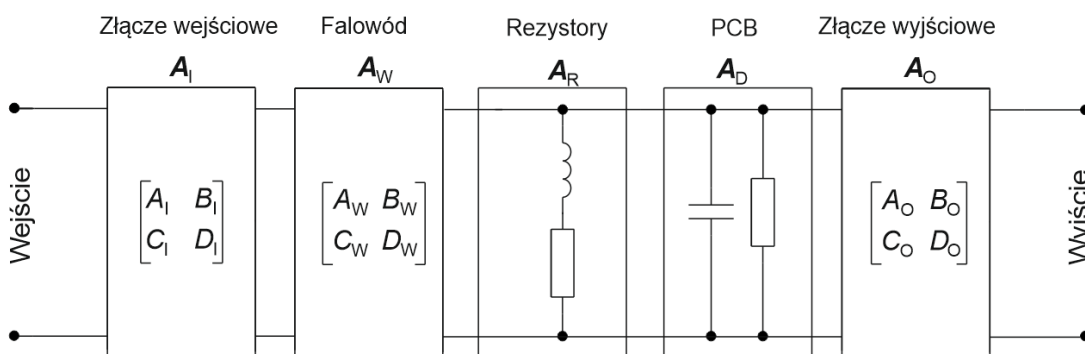 Złącze wejściowe Falowód Rezystory PCB Złącze wyjściowe
A_I A_W A_R A_D A_O
Wejście
A_I B_I
C_I D_I
A_W B_W
C_W D_W
A_O B_O
C_O D_O
Wyjście